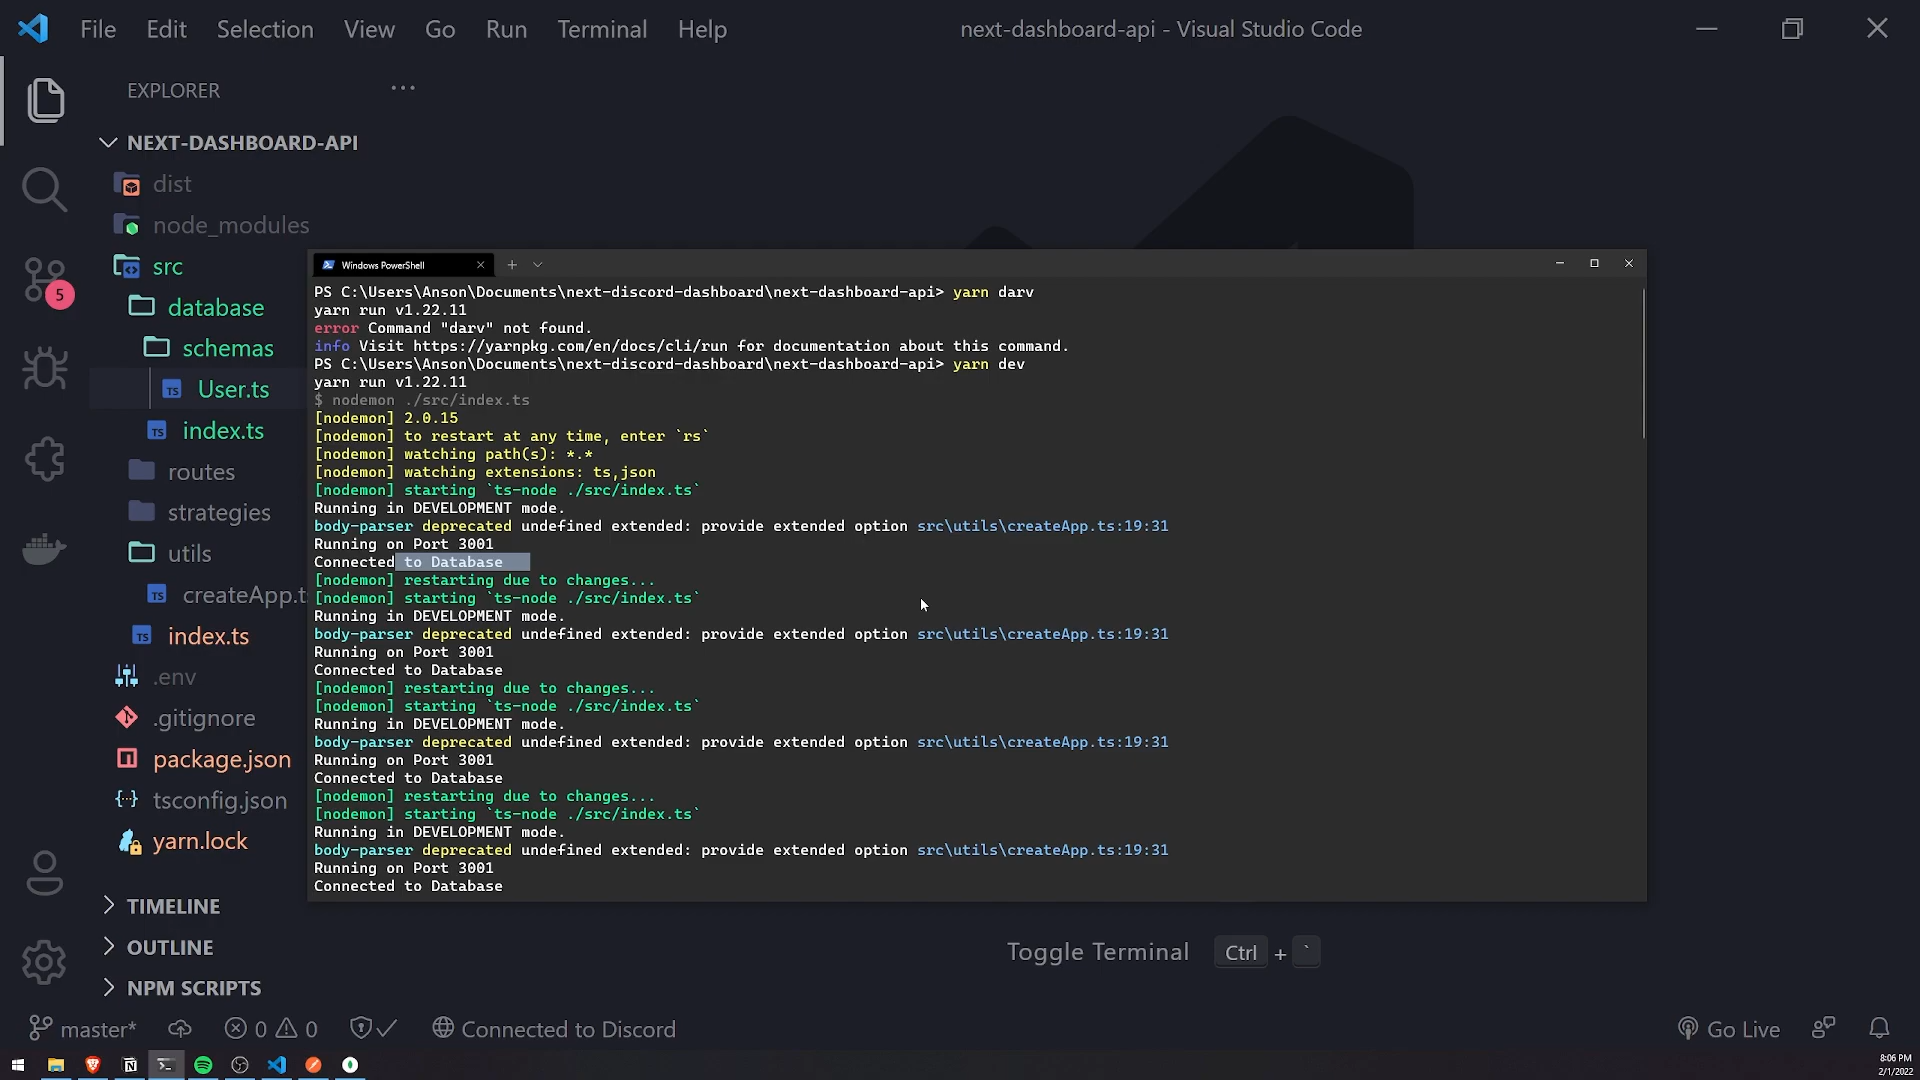 File Edit Selection View Go Run Terminal Help
next-dashboard-api - Visual Studio Code
EXPLORER ...
NEXT-DASHBOARD-API
dist
node_modules
src
database
schemas
TS User.ts
TS index.ts
routes
strategies
utils
TS createApp.t
TS index.ts
.env
.gitignore
package.json
tsconfig.json
yarn.lock
TIMELINE
OUTLINE
NPM SCRIPTS
5
Windows PowerShell
PS C:\Users\Anson\Documents\next-discord-dashboard\next-dashboard-api> yarn darv
yarn run v1.22.11
error Command "darv" not found.
info Visit https://yarnpkg.com/en/docs/cli/run for documentation about this command.
PS C:\Users\Anson\Documents\next-discord-dashboard\next-dashboard-api> yarn dev
yarn run v1.22.11
$ nodemon ./src/index.ts
[nodemon] 2.0.15
[nodemon] to restart at any time, enter `rs`
[nodemon] watching path(s): *.*
[nodemon] watching extensions: ts,json
[nodemon] starting `ts-node ./src/index.ts`
Running in DEVELOPMENT mode.
body-parser deprecated undefined extended: provide extended option src\utils\createApp.ts:19:31
Running on Port 3001
Connected to Database
[nodemon] restarting due to changes...
[nodemon] starting `ts-node ./src/index.ts`
Running in DEVELOPMENT mode.
body-parser deprecated undefined extended: provide extended option src\utils\createApp.ts:19:31
Running on Port 3001
Connected to Database
[nodemon] restarting due to changes...
[nodemon] starting `ts-node ./src/index.ts`
Running in DEVELOPMENT mode.
body-parser deprecated undefined extended: provide extended option src\utils\createApp.ts:19:31
Running on Port 3001
Connected to Database
[nodemon] restarting due to changes...
[nodemon] starting `ts-node ./src/index.ts`
Running in DEVELOPMENT mode.
body-parser deprecated undefined extended: provide extended option src\utils\createApp.ts:19:31
Running on Port 3001
Connected to Database
Toggle Terminal Ctrl + `
master* 0 0 Connected to Discord Go Live
8:06 PM
2/1/2022